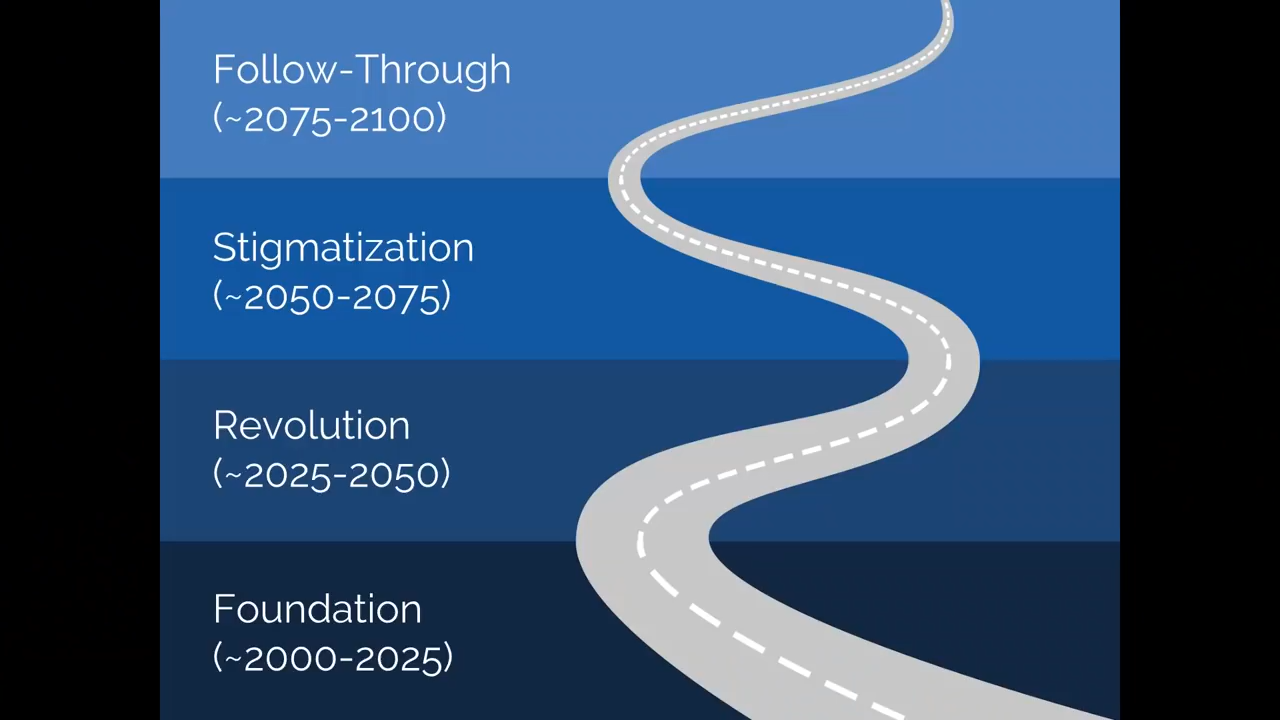 Follow-Through
(~2075-2100)
Stigmatization
(~2050-2075)
Revolution
(~2025-2050)
Foundation
(~2000-2025)